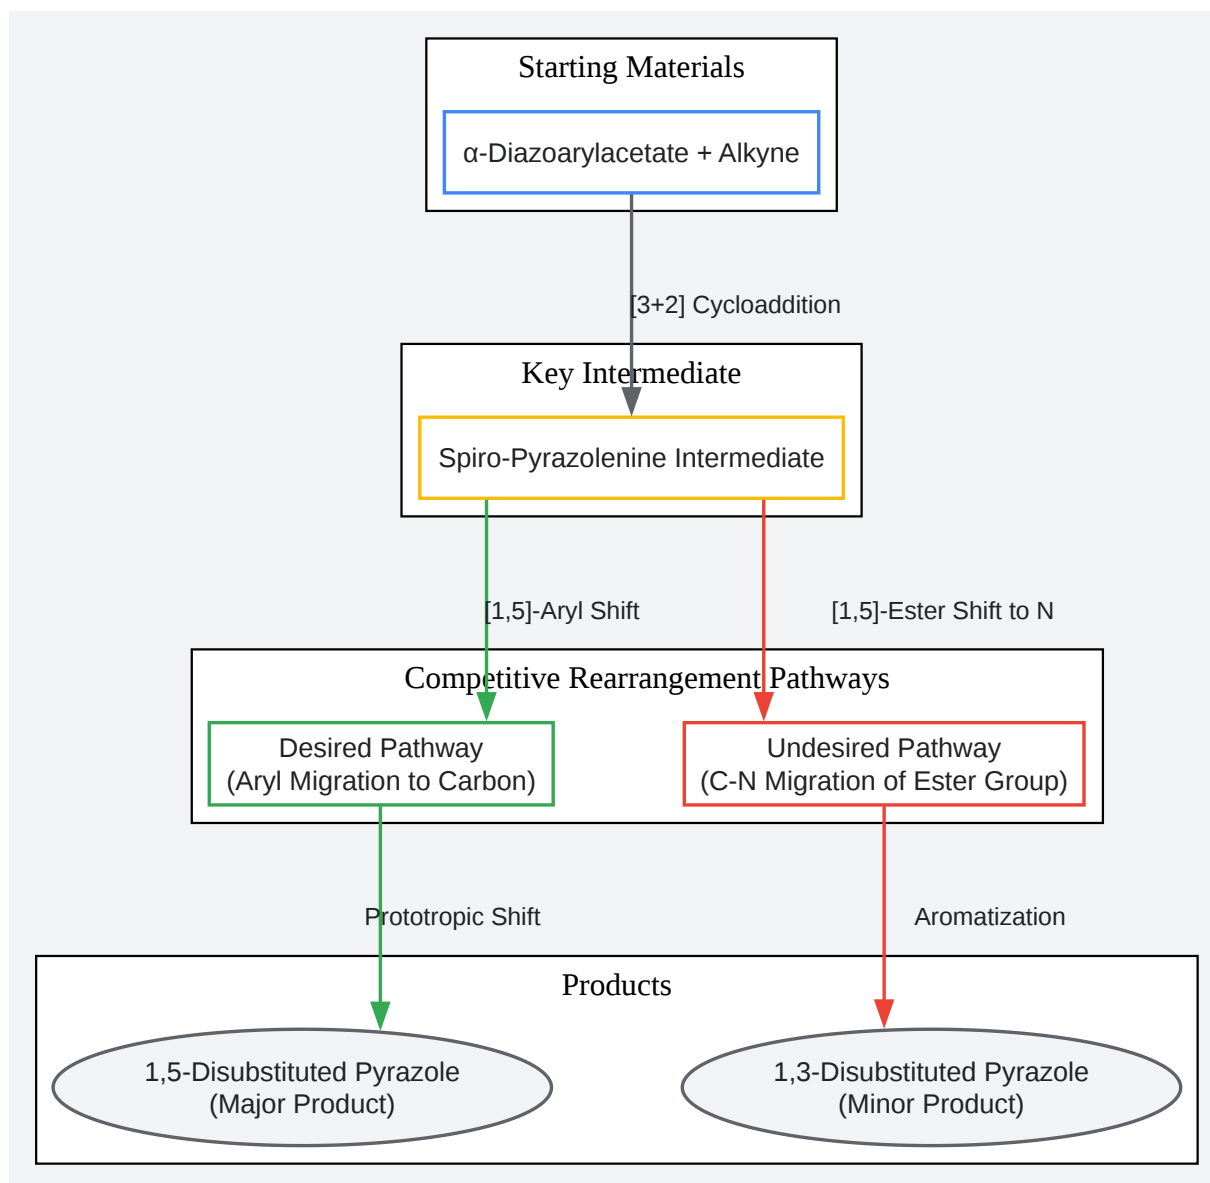 Starting Materials
α-Diazoarylacetate + Alkyne
[3+2] Cycloaddition
Key Intermediate
Spiro-Pyrazolenine Intermediate
[1,5]-Aryl Shift
[1,5]-Ester Shift to N
Competitive Rearrangement Pathways
Desired Pathway
(Aryl Migration to Carbon)
Undesired Pathway
(C-N Migration of Ester Group)
Prototropic Shift
Aromatization
Products
1,5-Disubstituted Pyrazole
(Major Product)
1,3-Disubstituted Pyrazole
(Minor Product)